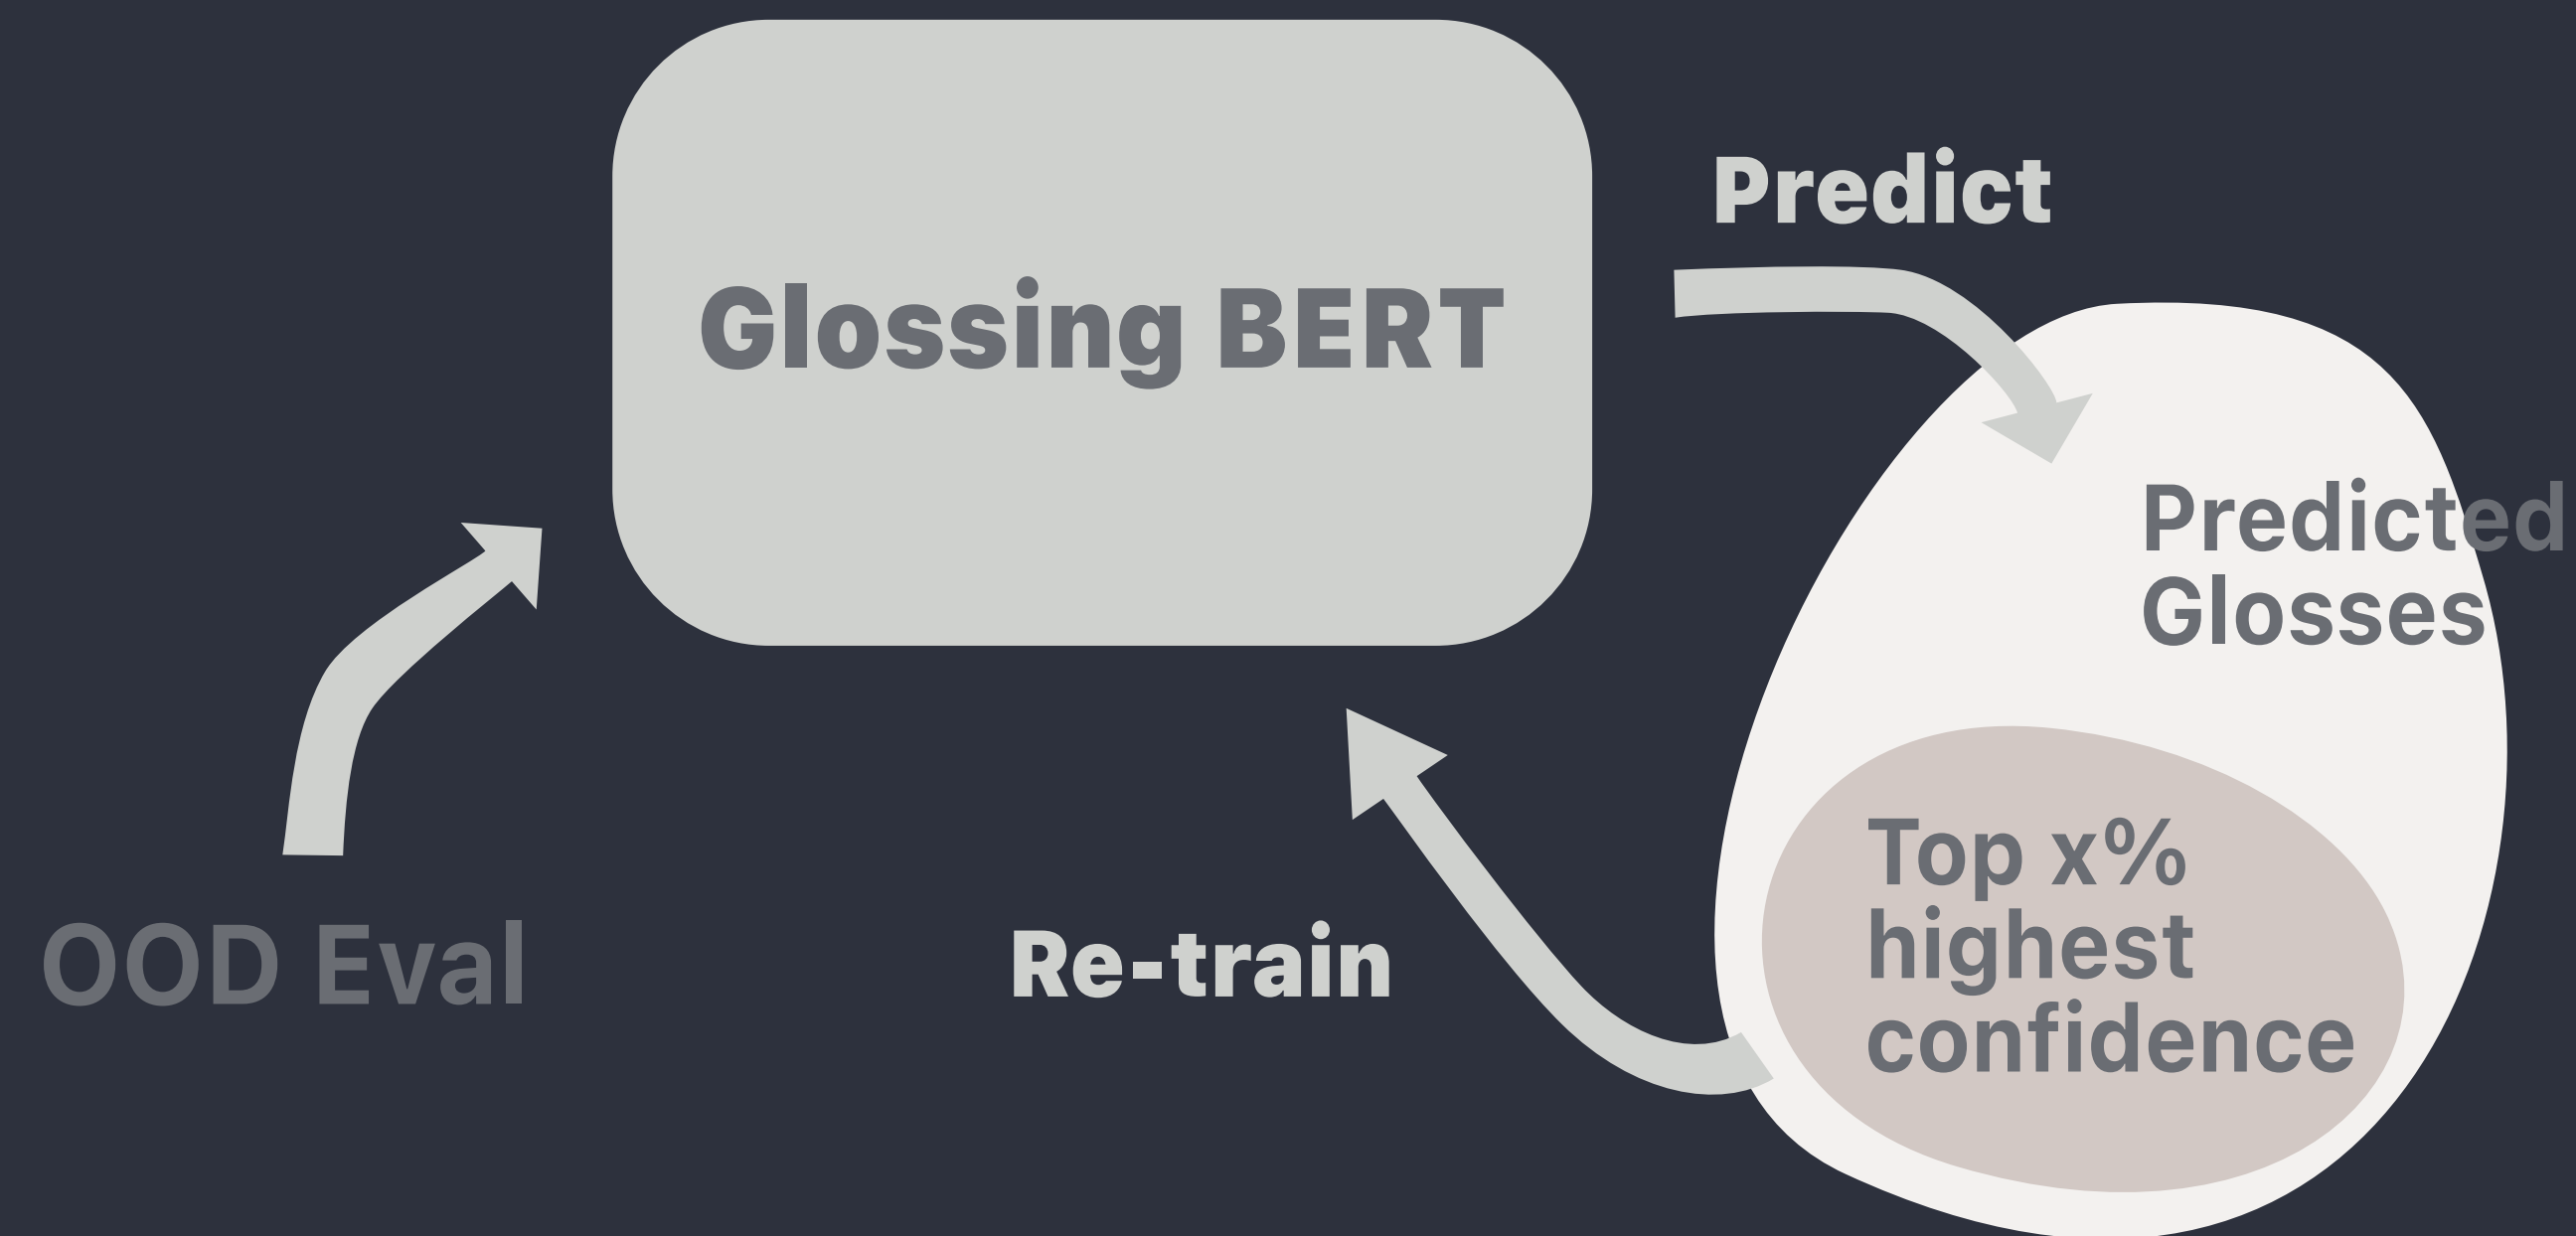 Predict
Glossing BERT
Predicted
Glosses
Top x%
highest
confidence
OOD Eval
Re-train